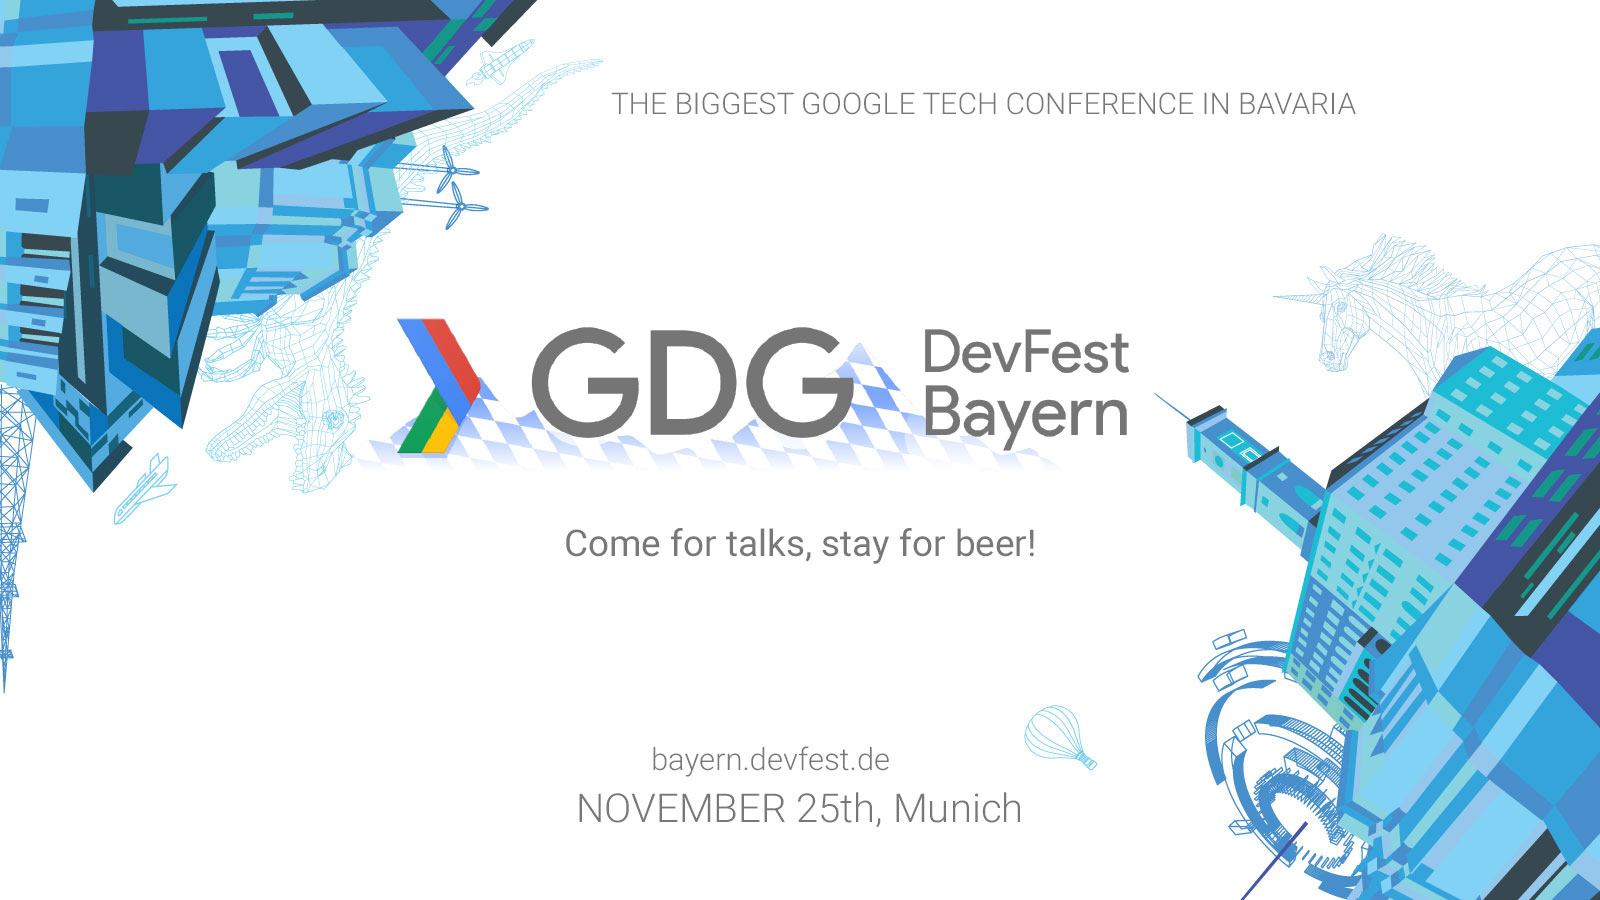 THE BIGGEST GOOGLE TECH CONFERENCE IN BAVARIA
GDG
DevFest
Bayern
Come for talks, stay for beer!
bayern.devfest.de
NOVEMBER 25th, Munich